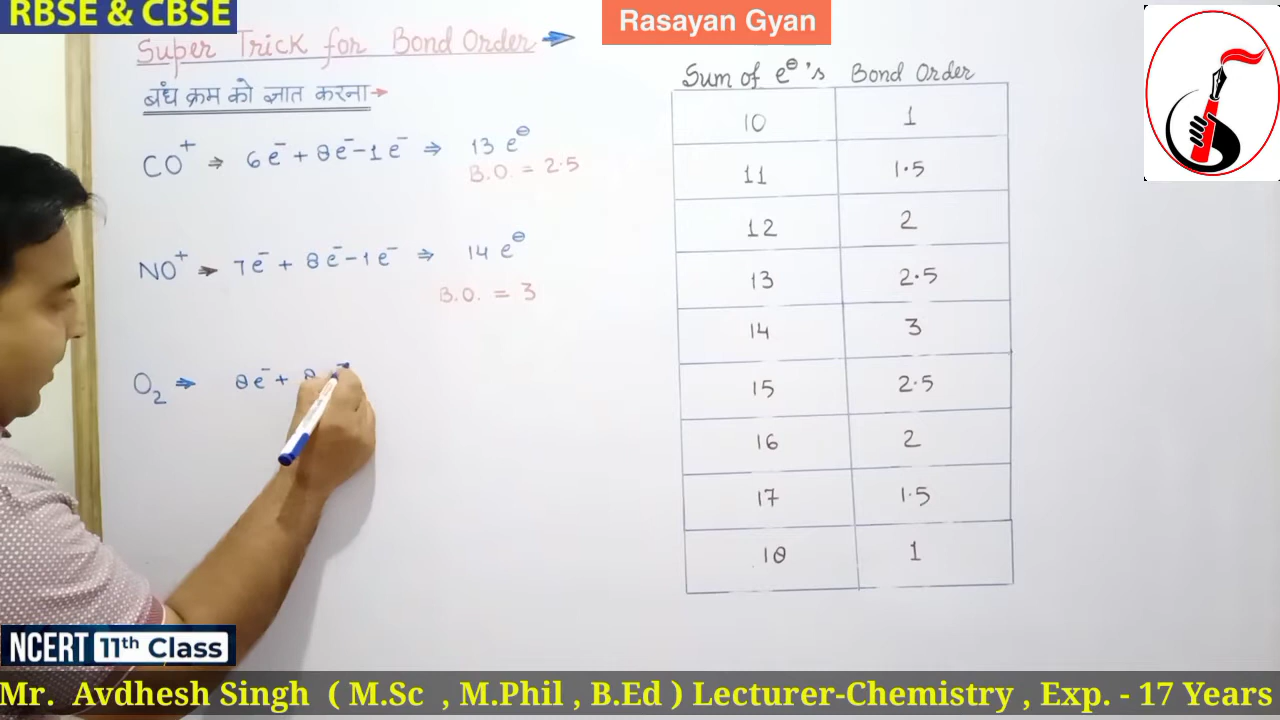 RBSE & CBSE
Rasayan Gyan
Super Trick for Bond Order
बंध क्रम को ज्ञात करना→
CO⁺ ⇒ 6e⁻ + 8e⁻ - 1e⁻ ⇒ 13 e⊖
B.O. = 2.5
NO⁺ → 7e⁻ + 8e⁻ - 1e⁻ ⇒ 14 e⊖
B.O. = 3
O₂ ⇒ 8e⁻ + 8
Sum of e⊖'s Bond Order
10 1
11 1.5
12 2
13 2.5
14 3
15 2.5
16 2
17 1.5
18 1
NCERT 11th Class
Mr. Avdhesh Singh ( M.Sc , M.Phil , B.Ed ) Lecturer-Chemistry , Exp. - 17 Years